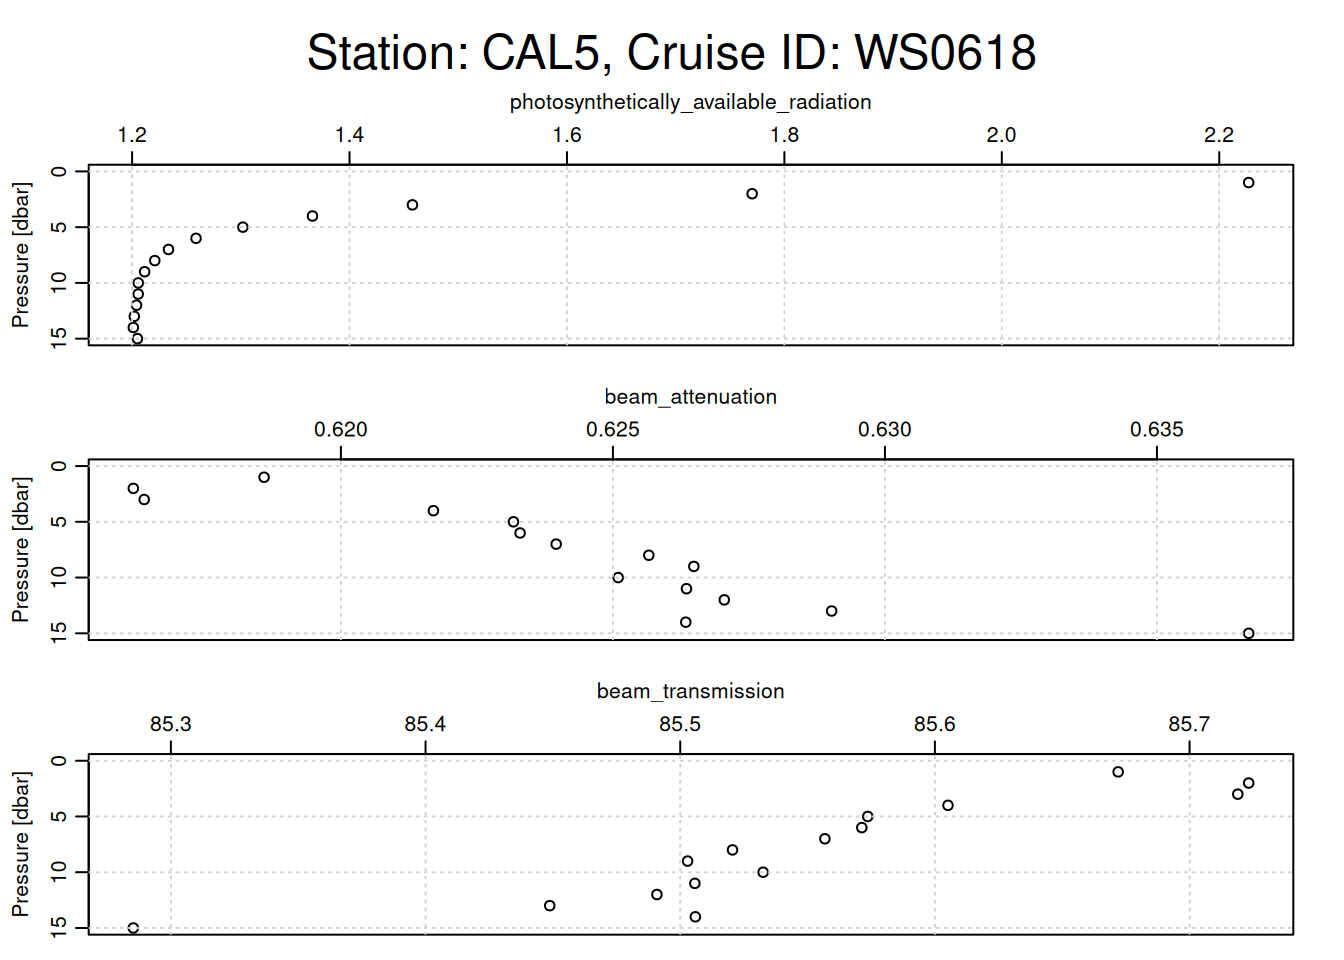 Station: CAL5, Cruise ID: WS0618
photosynthetically_available_radiation
1.2 1.4 1.6 1.8 2.0 2.2
Pressure [dbar]
0
5
10
15
beam_attenuation
0.620 0.625 0.630 0.635
Pressure [dbar]
0
5
10
15
beam_transmission
85.3 85.4 85.5 85.6 85.7
Pressure [dbar]
0
5
10
15